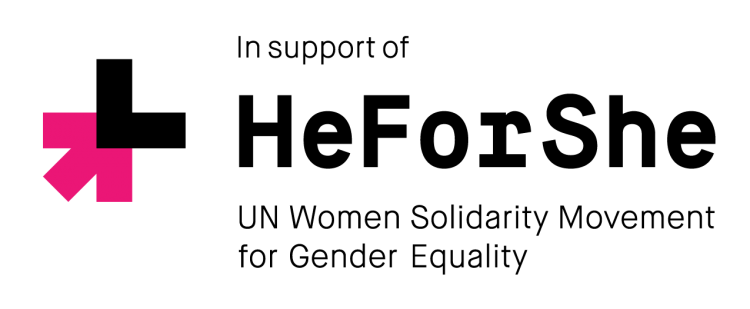 In support of
HeForShe
UN Women Solidarity Movement
for Gender Equality